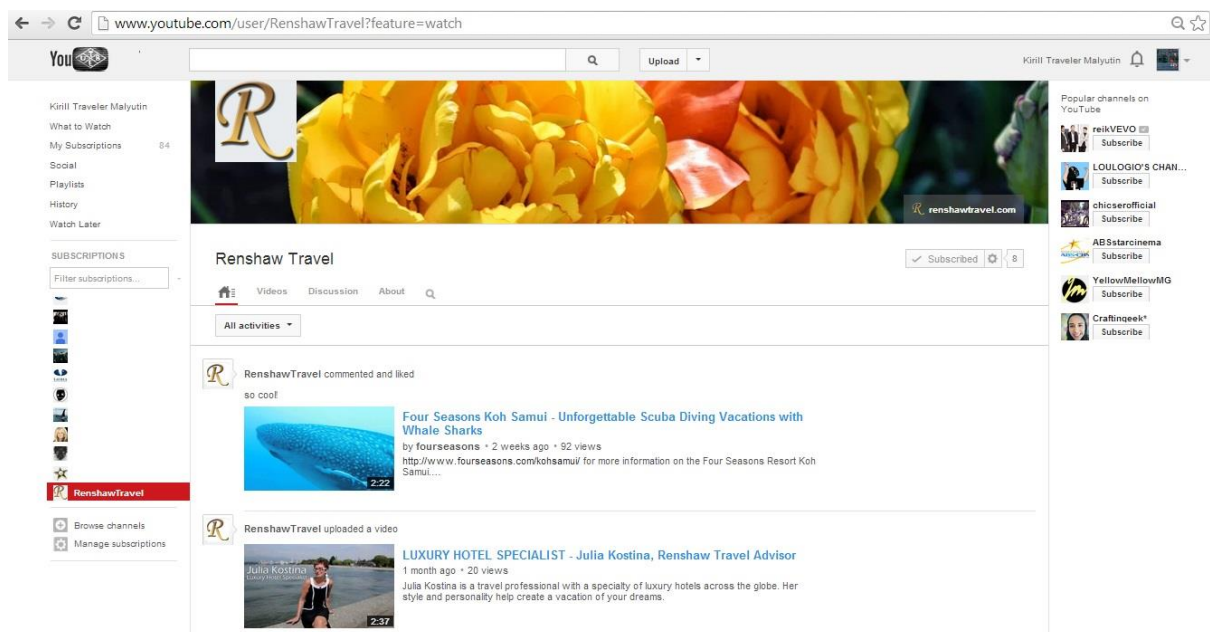 www.youtube.com/user/RenshawTravel?feature=watch
You
Upload
Kirill Traveler Malyutin
Kirill Traveler Malyutin
What to Watch
My Subscriptions 84
Social
Playlists
History
Watch Later
SUBSCRIPTIONS
Filter subscriptions...
RenshawTravel
Browse channels
Manage subscriptions
R
R renshawtravel.com
Renshaw Travel
Subscribed 8
Videos Discussion About
All activities
R
RenshawTravel commented and liked
so cool!
Four Seasons Koh Samui - Unforgettable Scuba Diving Vacations with
Whale Sharks
by fourseasons • 2 weeks ago • 92 views
http://www.fourseasons.com/kohsamui/ for more information on the Four Seasons Resort Koh
Samui....
2:22
R
RenshawTravel uploaded a video
LUXURY HOTEL SPECIALIST - Julia Kostina, Renshaw Travel Advisor
1 month ago • 20 views
Julia Kostina is a travel professional with a specialty of luxury hotels across the globe. Her
style and personality help create a vacation of your dreams.
Julia Kostina
2:37
Popular channels on
YouTube
reikVEVO
Subscribe
LOULOGIO'S CHAN...
Subscribe
chicserofficial
Subscribe
ABSstarcinema
Subscribe
YellowMellowMG
Subscribe
Craftingeek*
Subscribe